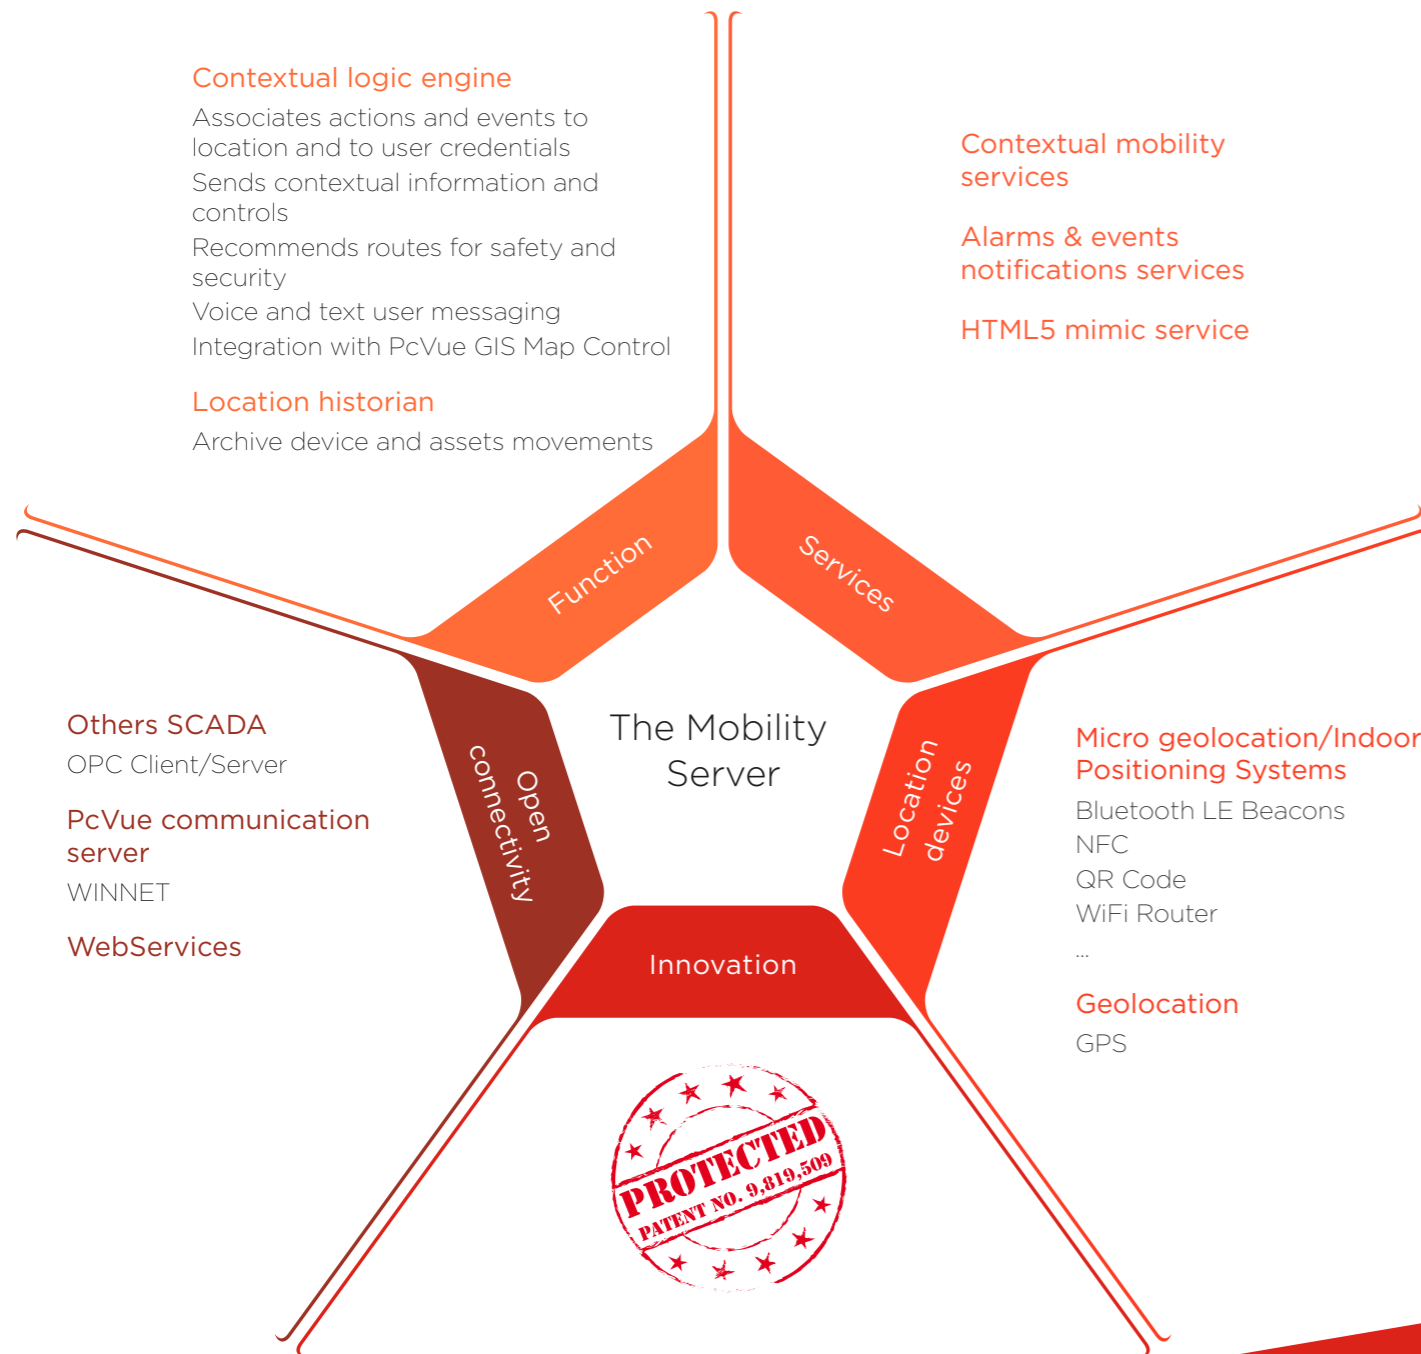 Contextual logic engine
Associates actions and events to
location and to user credentials
Sends contextual information and
controls
Recommends routes for safety and
security
Voice and text user messaging
Integration with PcVue GIS Map Control
Location historian
Archive device and assets movements
Contextual mobility
services
Alarms & events
notifications services
HTML5 mimic service
Function
Services
The Mobility
Server
Open
connectivity
Location
devices
Innovation
Others SCADA
OPC Client/Server
PcVue communication
server
WINNET
WebServices
Micro geolocation/Indoor
Positioning Systems
Bluetooth LE Beacons
NFC
QR Code
WiFi Router
...
Geolocation
GPS
PROTECTED
PATENT NO. 9,819,509